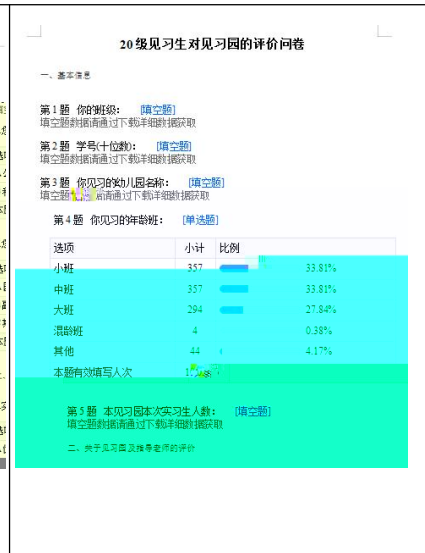 20级见习生对见习园的评价问卷
一、基本信息
第1题 你的班级: [填空题]
填空题数据请通过下载详细数据获取
第2题 学号(十位数): [填空题]
填空题数据请通过下载详细数据获取
第3题 你见习的幼儿园名称: [填空题]
填空题 请通过下载详细数据获取
第4题 你见习的年龄班: [单选题]
选项 小计 比例
小班 357 33.81%
中班 357 33.81%
大班 294 27.84%
混龄班 4 0.38%
其他 44 4.17%
本题有效填写人次
第5题 本见习园本次实习生人数: [填空题]
填空题数据请通过下载详细数据获取
二、关于见习园及指导老师的评价